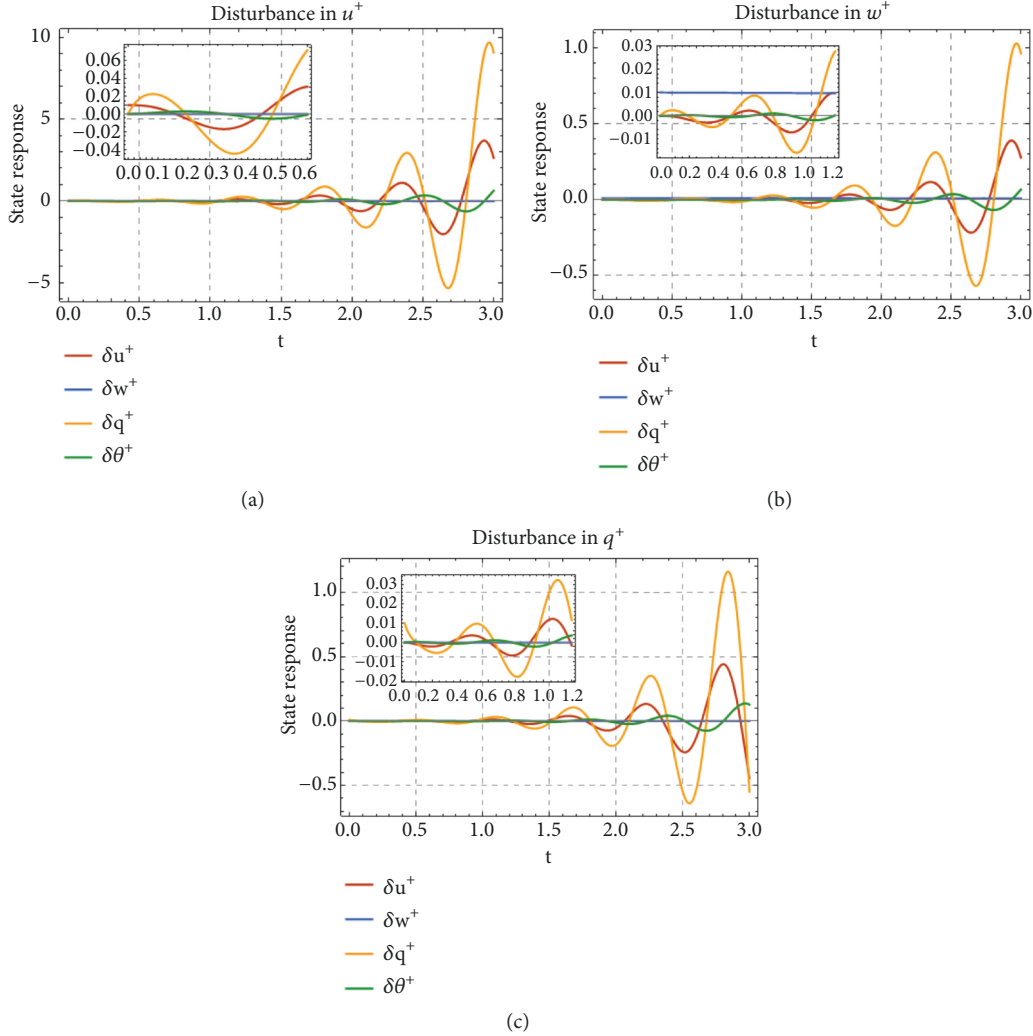 Disturbance in u⁺
State response
10
5
0
−5
0.06
0.04
0.02
0.00
−0.02
−0.04
0.0 0.1 0.1 0.2 0.3 0.4 0.5 0.6
0.0 0.5 1.0 1.5 2.0 2.5 3.0
t
δu⁺
δw⁺
δq⁺
δθ⁺
(a)
Disturbance in w⁺
State response
1.0
0.5
0.0
−0.5
0.03
0.02
0.01
0.00
−0.01
0.0 0.2 0.4 0.6 0.8 1.0 1.2
0.0 0.5 1.0 1.5 2.0 2.5 3.0
t
δu⁺
δw⁺
δq⁺
δθ⁺
(b)
Disturbance in q⁺
State response
1.0
0.5
0.0
−0.5
0.03
0.02
0.01
0.00
−0.01
−0.02
0.0 0.2 0.4 0.6 0.8 1.0 1.2
0.0 0.5 1.0 1.5 2.0 2.5 3.0
t
δu⁺
δw⁺
δq⁺
δθ⁺
(c)